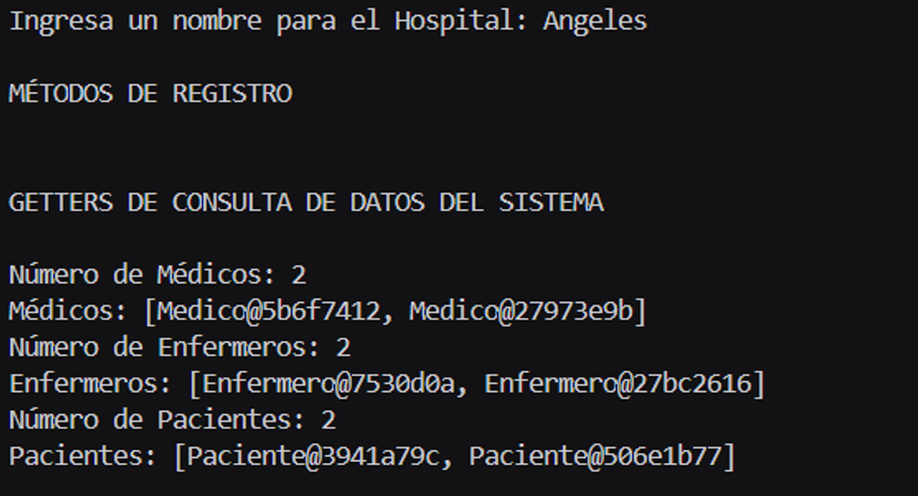 Ingresa un nombre para el Hospital: Angeles
MÉTODOS DE REGISTRO
GETTERS DE CONSULTA DE DATOS DEL SISTEMA
Número de Médicos: 2
Médicos: [Medico@5b6f7412, Medico@27973e9b]
Número de Enfermeros: 2
Enfermeros: [Enfermero@7530d0a, Enfermero@27bc2616]
Número de Pacientes: 2
Pacientes: [Paciente@3941a79c, Paciente@506e1b77]